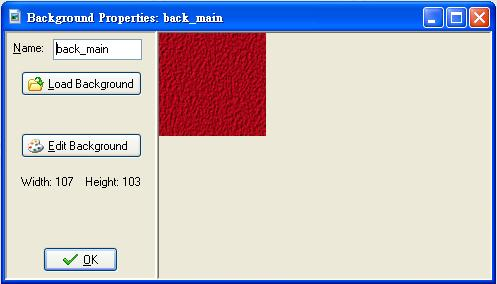 Background Properties: back_main
Name: back_main
Load Background
Edit Background
Width: 107 Height: 103
OK